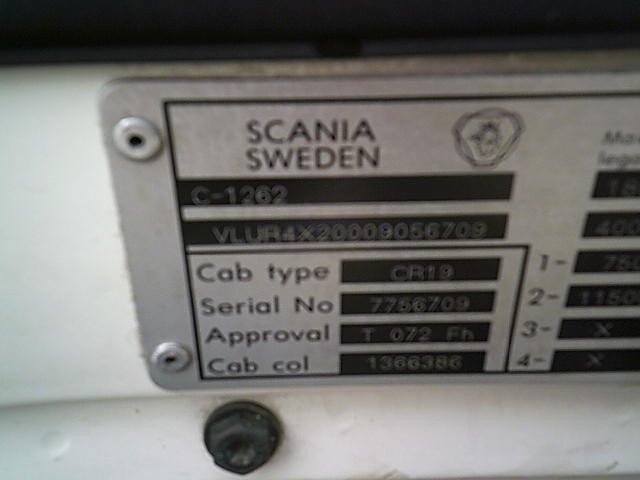 SCANIA
SWEDEN
C-1262
VLUR4X20009056709
Cab type CR19
Serial No 7756709
Approval T 072 Fh
Cab col 1366386
1-
2- 1150
3- X
4- X